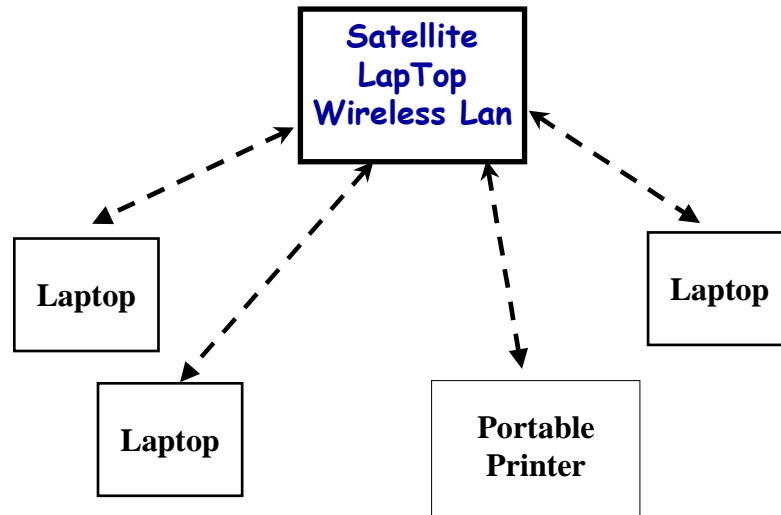 Satellite
LapTop
Wireless Lan
Laptop
Laptop
Laptop
Portable
Printer